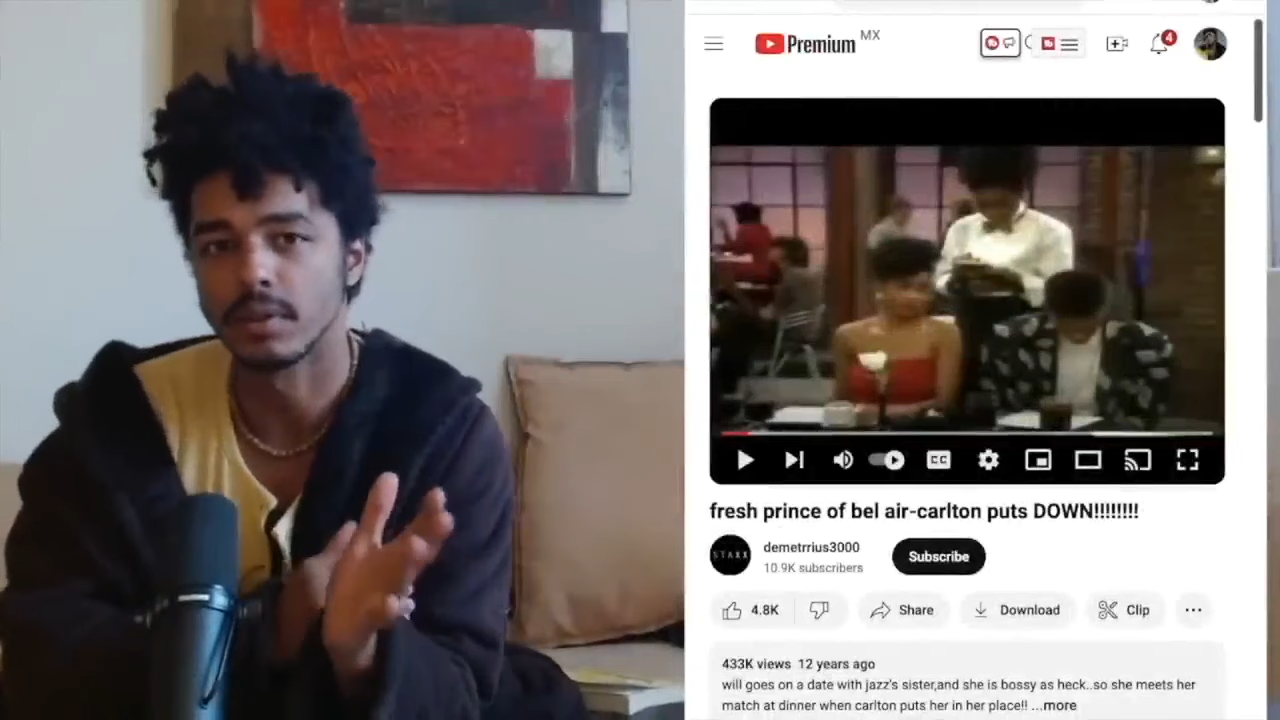 Premium MX
4
CC
fresh prince of bel air-carlton puts DOWN!!!!!!!!
STAXX
demetrrius3000
10.9K subscribers
Subscribe
4.8K
Share
Download
Clip
433K views 12 years ago
will goes on a date with jazz's sister,and she is bossy as heck..so she meets her
match at dinner when carlton puts her in her place!! ...more